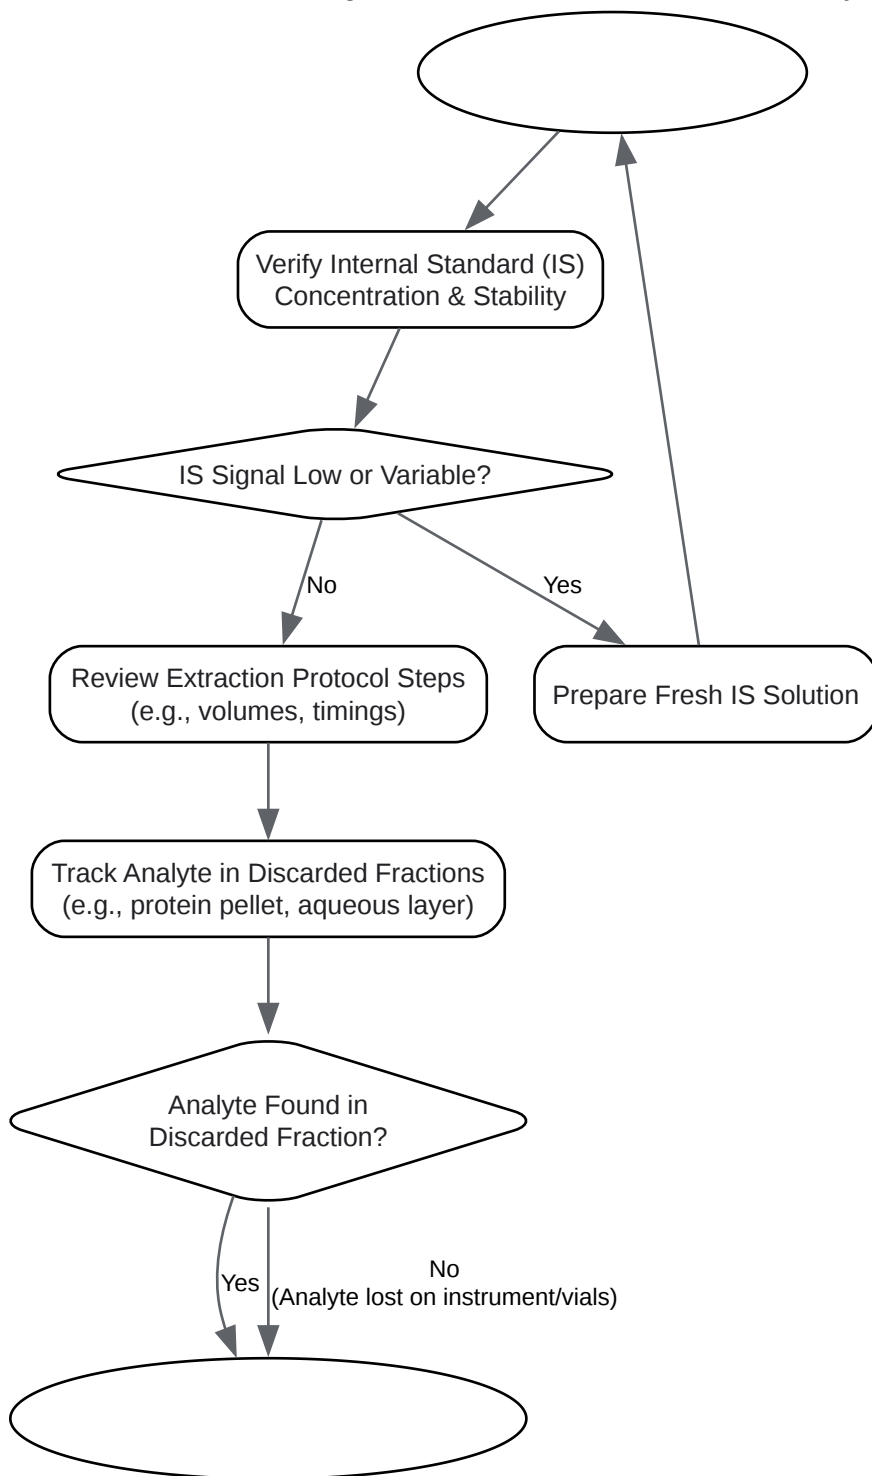 Verify Internal Standard (IS)
Concentration & Stability
IS Signal Low or Variable?
No
Yes
Review Extraction Protocol Steps
(e.g., volumes, timings)
Prepare Fresh IS Solution
Track Analyte in Discarded Fractions
(e.g., protein pellet, aqueous layer)
Analyte Found in
Discarded Fraction?
Yes
No
(Analyte lost on instrument/vials)